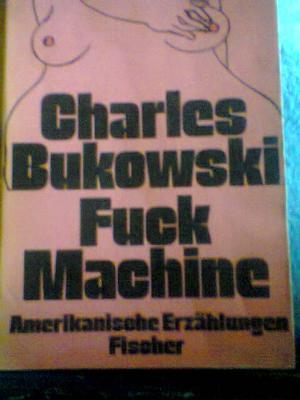 Charles
Bukowski
Fuck
Machine
Amerikanische Erzählungen
Fischer